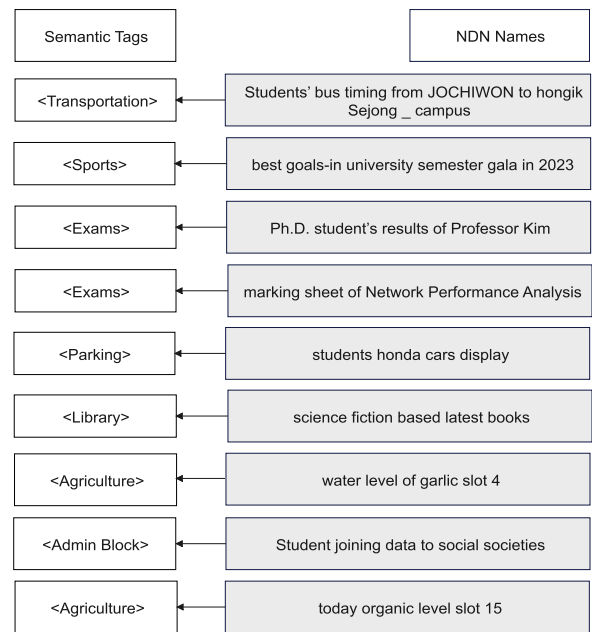 Semantic Tags
NDN Names
<Transportation>
Students’ bus timing from JOCHIWON to hongik
Sejong _ campus
<Sports>
best goals-in university semester gala in 2023
<Exams>
Ph.D. student’s results of Professor Kim
<Exams>
marking sheet of Network Performance Analysis
<Parking>
students honda cars display
<Library>
science fiction based latest books
<Agriculture>
water level of garlic slot 4
<Admin Block>
Student joining data to social societies
<Agriculture>
today organic level slot 15